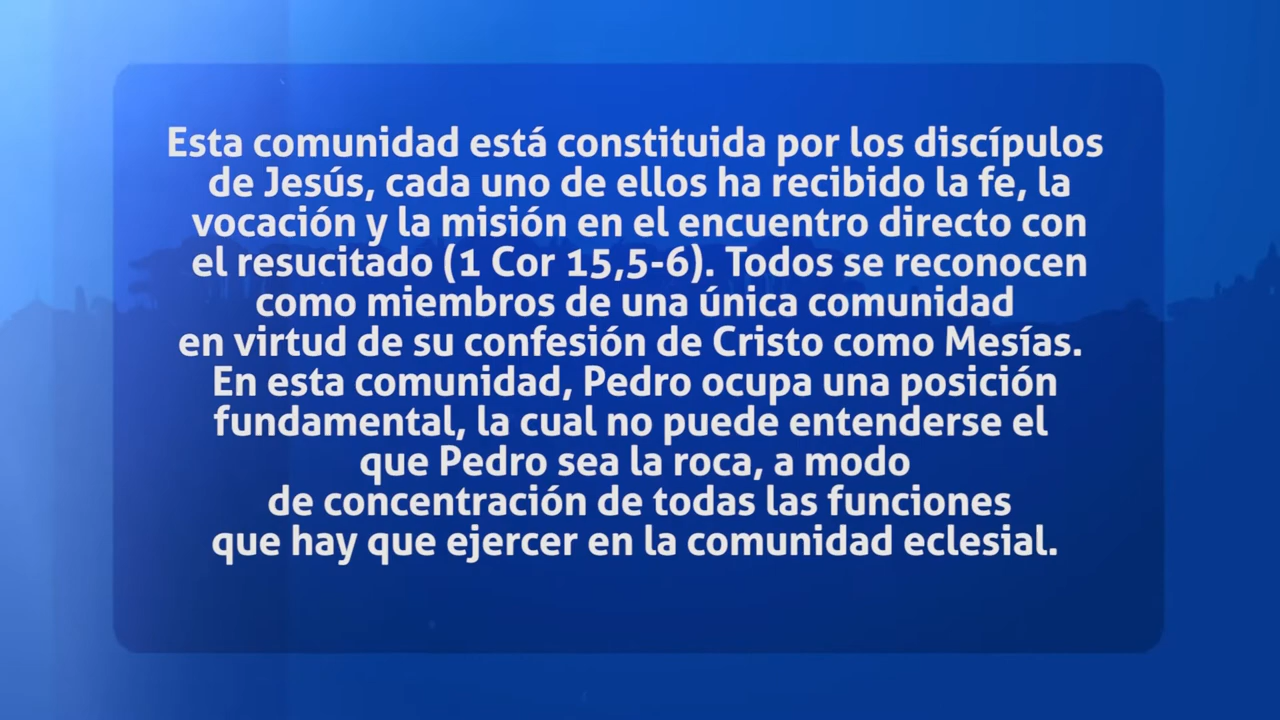 Esta comunidad está constituida por los discípulos
de Jesús, cada uno de ellos ha recibido la fe, la
vocación y la misión en el encuentro directo con
el resucitado (1 Cor 15,5-6). Todos se reconocen
como miembros de una única comunidad
en virtud de su confesión de Cristo como Mesías.
En esta comunidad, Pedro ocupa una posición
fundamental, la cual no puede entenderse el
que Pedro sea la roca, a modo
de concentración de todas las funciones
que hay que ejercer en la comunidad eclesial.